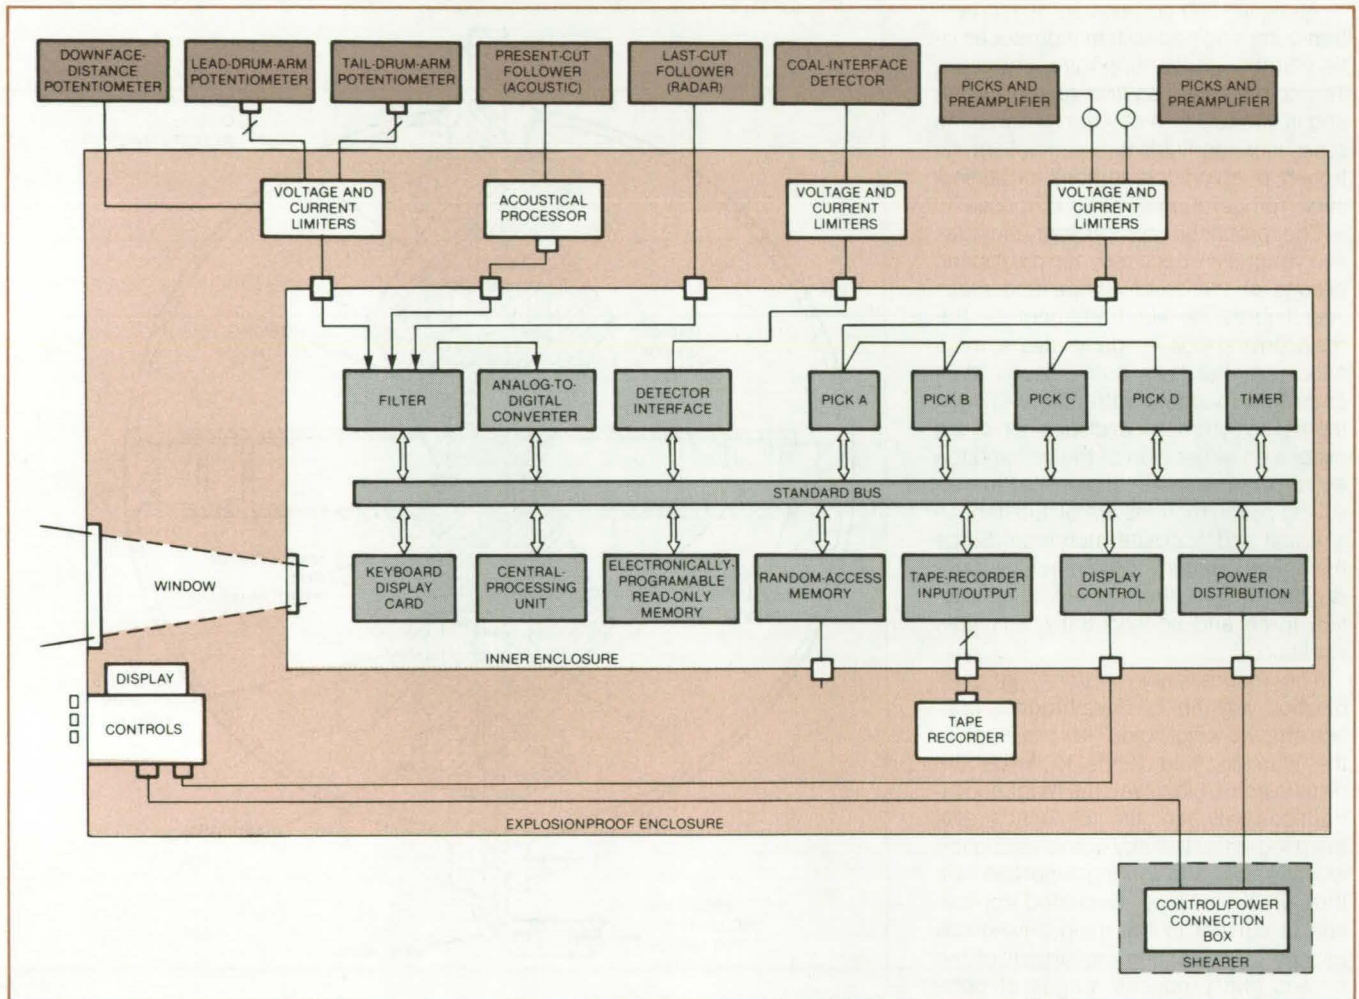 DOWNFACE-
DISTANCE
POTENTIOMETER
LEAD-DRUM-ARM
POTENTIOMETER
TAIL-DRUM-ARM
POTENTIOMETER
PRESENT-CUT
FOLLOWER
(ACOUSTIC)
LAST-CUT
FOLLOWER
(RADAR)
COAL-INTERFACE
DETECTOR
PICKS AND
PREAMPLIFIER
PICKS AND
PREAMPLIFIER
VOLTAGE AND
CURRENT
LIMITERS
ACOUSTICAL
PROCESSOR
VOLTAGE AND
CURRENT
LIMITERS
VOLTAGE AND
CURRENT
LIMITERS
FILTER
ANALOG-TO-
DIGITAL
CONVERTER
DETECTOR
INTERFACE
PICK A
PICK B
PICK C
PICK D
TIMER
STANDARD BUS
WINDOW
KEYBOARD
DISPLAY
CARD
CENTRAL-
PROCESSING
UNIT
ELECTRONICALLY-
PROGRAMABLE
READ-ONLY
MEMORY
RANDOM-ACCESS
MEMORY
TAPE-RECORDER
INPUT/OUTPUT
DISPLAY
CONTROL
POWER
DISTRIBUTION
INNER ENCLOSURE
DISPLAY
CONTROLS
TAPE
RECORDER
EXPLOSIONPROOF ENCLOSURE
CONTROL/POWER
CONNECTION
BOX
SHEARER